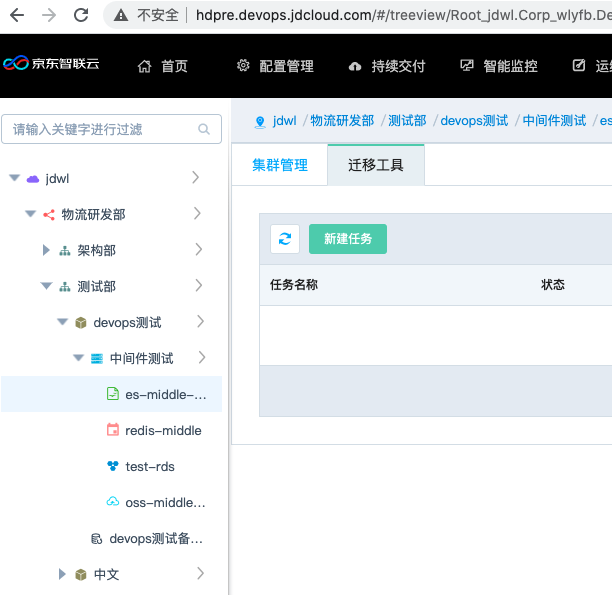 不安全 hdpre.devops.jdcloud.com/#/treeview/Root_jdwl.Corp_wlyfb.De
京东智联云 首页 配置管理 持续交付 智能监控
请输入关键字进行过滤
jdwl /物流研发部 /测试部 /devops测试 /中间件测试 /es
集群管理 迁移工具
jdwl
物流研发部
新建任务
架构部
测试部
任务名称 状态
devops测试
中间件测试
es-middle-...
redis-middle
test-rds
oss-middle...
devops测试备...
中文